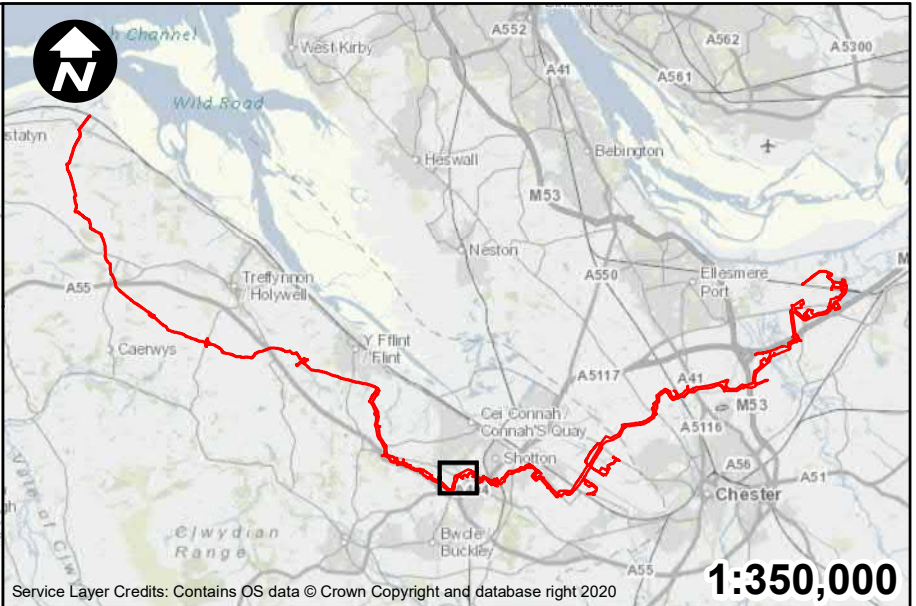 N
h Channel
West Kirby
A552
A562
A5300
A41
A561
Wild Road
statyn
Heswall
Bebington
M53
Neston
A550
Ellesmere
Port
M
Treffynnon
Holywell
A55
Caerwys
Y Fflint
Flint
A5117
A41
M53
Cei Connah
Connah'S Quay
A5116
Shotton
A56
A51
Chester
Clwydian
Range
Bwcle
Buckley
A55
Service Layer Credits: Contains OS data © Crown Copyright and database right 2020
1:350,000